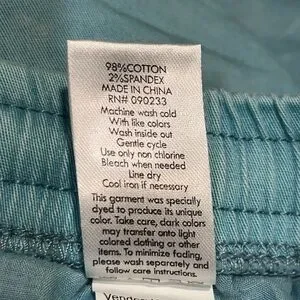 98%COTTON
2%SPANDEX
MADE IN CHINA
RN# 090233
Machine wash cold
With like colors
Wash inside out
Gentle cycle
Use only non chlorine
Bleach when needed
Line dry
Cool iron if necessary
This garment was specially
dyed to produce its unique
color. Take care, dark colors
may transfer onto light
colored clothing or other
items. To minimize fading,
please wash separately and
follow care instructions.